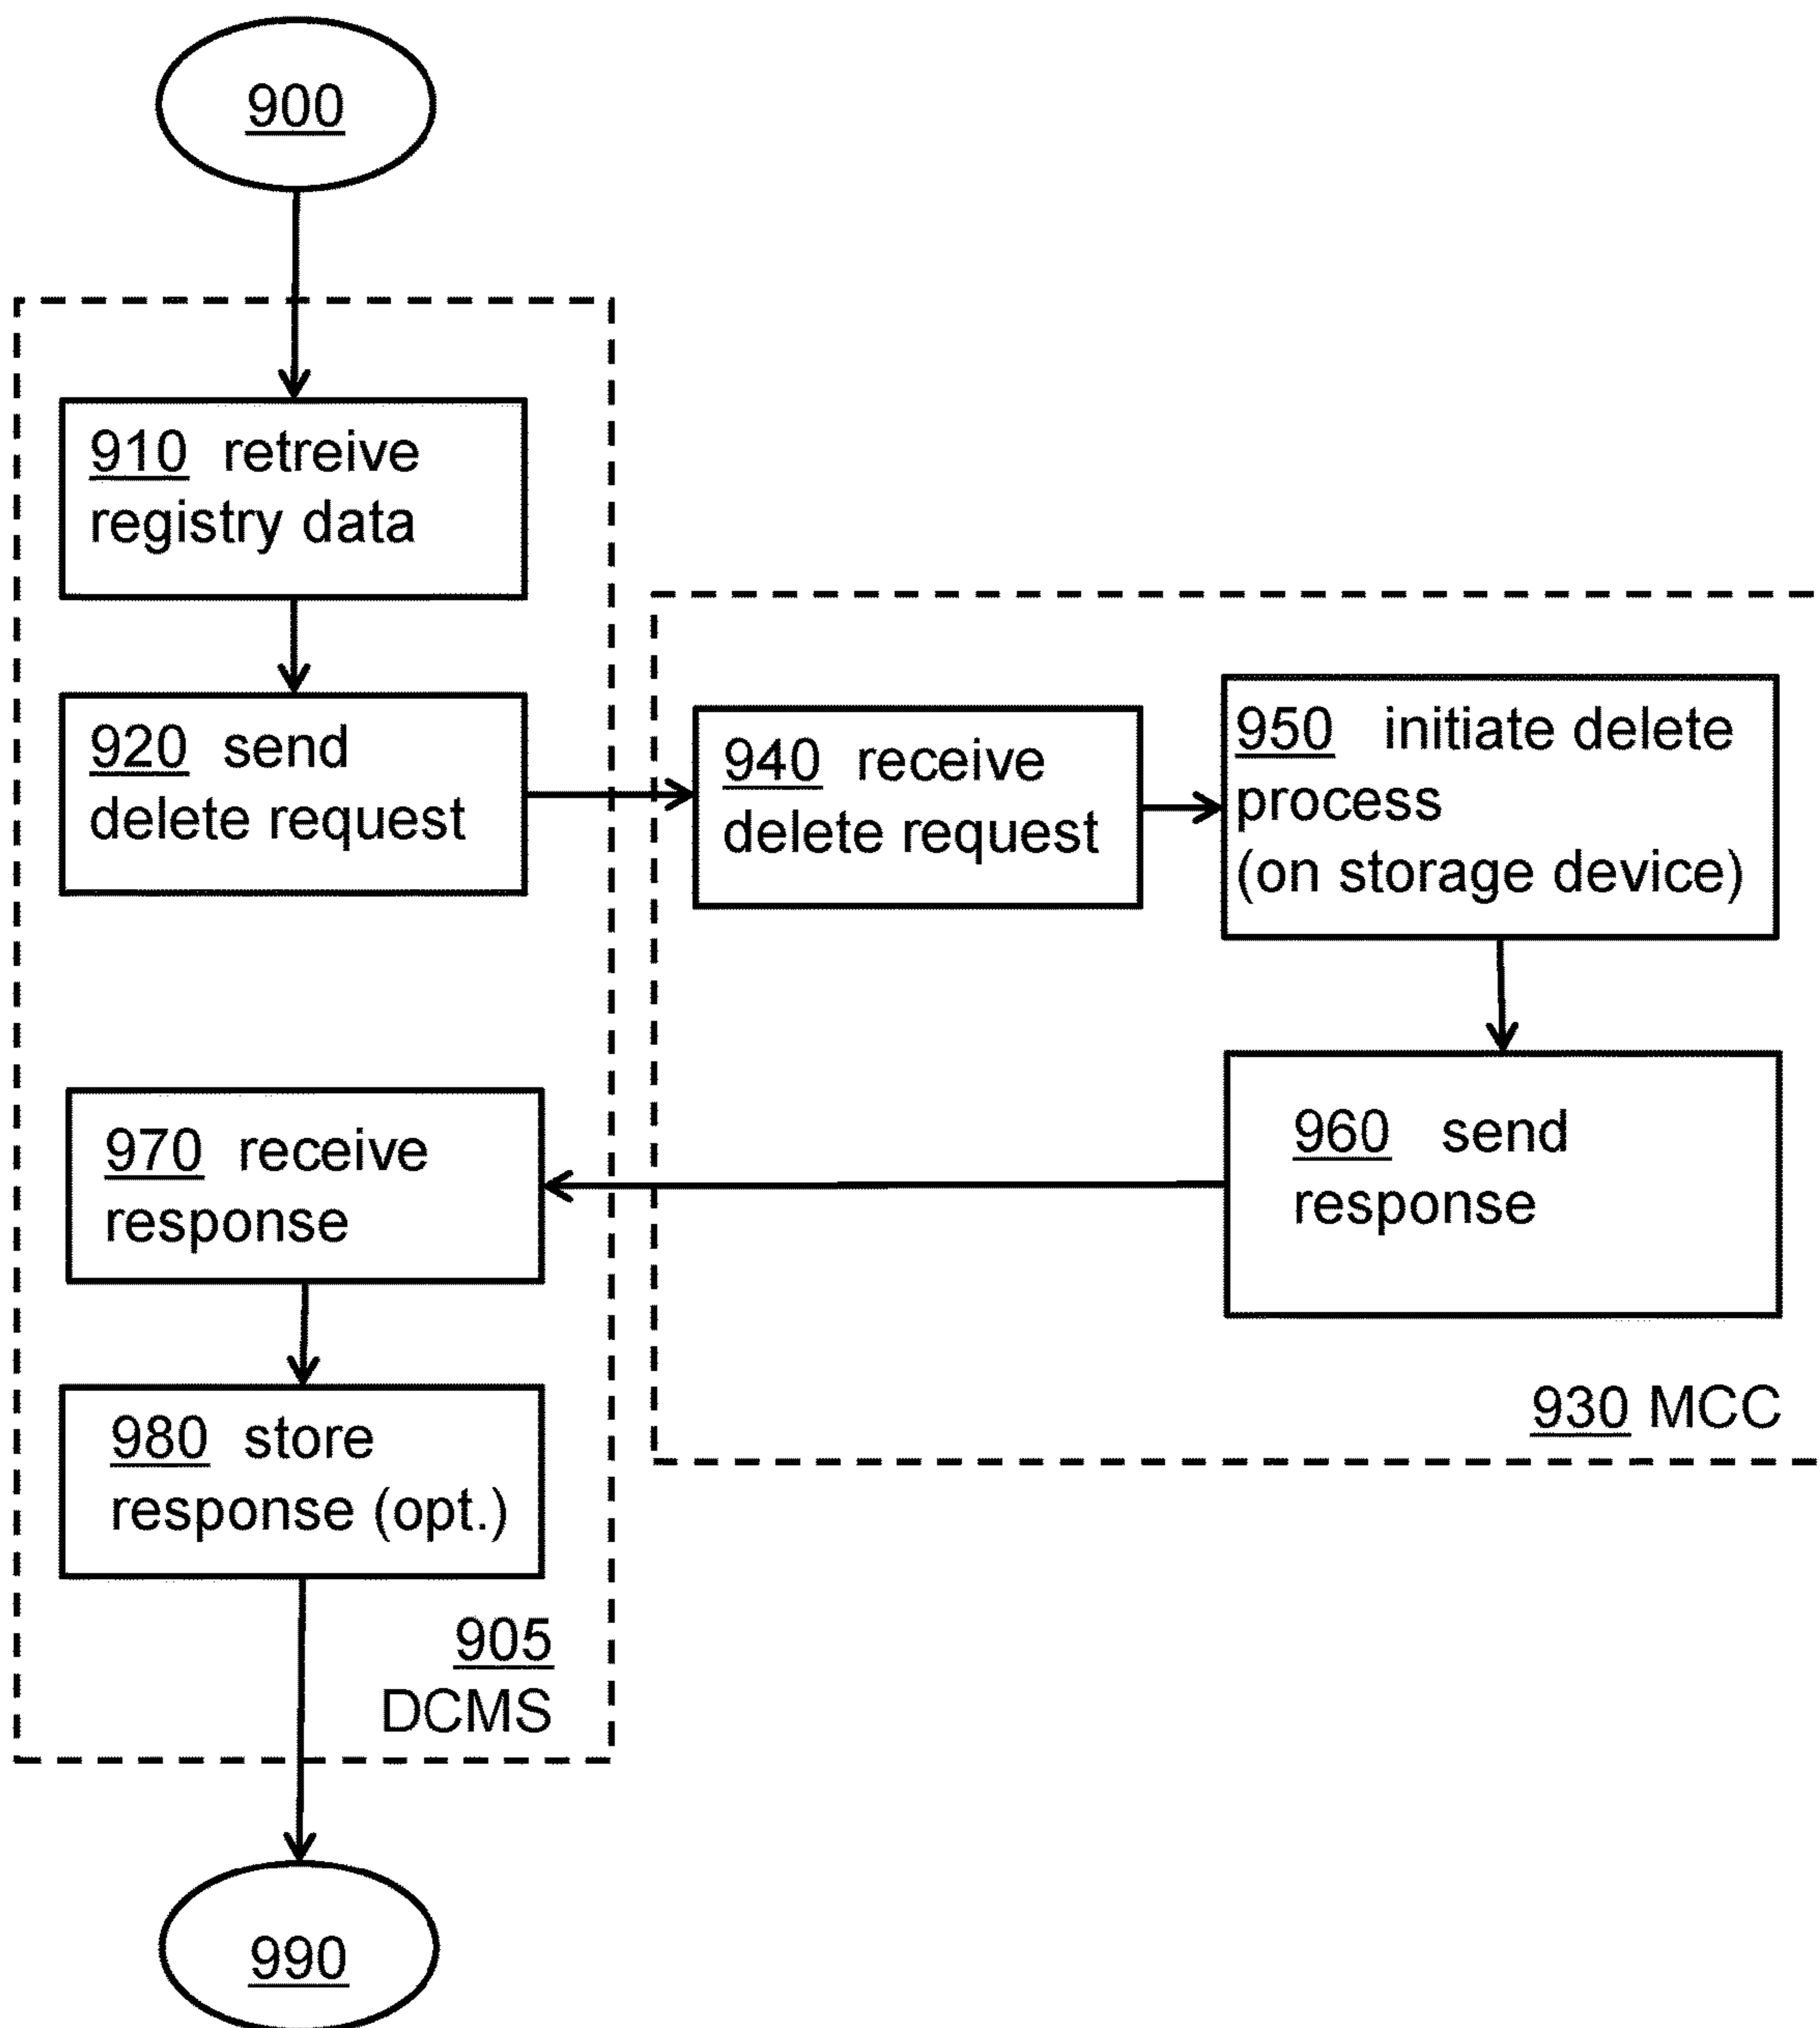 900
910 retreive
registry data
920 send
delete request
940 receive
delete request
950 initiate delete
process
(on storage device)
960 send
response
930 MCC
970 receive
response
980 store
response (opt.)
905
DCMS
990